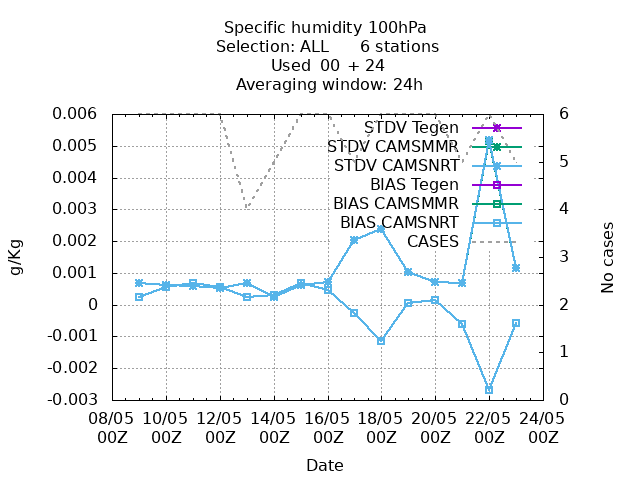 Specific humidity 100hPa
Selection: ALL      6 stations
Used  00  + 24
Averaging window: 24h
0.006
0.005
0.004
0.003
0.002
0.001
0
-0.001
-0.002
-0.003
g/Kg
STDV Tegen
STDV CAMSMMR
STDV CAMSNRT
BIAS Tegen
BIAS CAMSMMR
BIAS CAMSNRT
CASES
6
5
4
3
2
1
0
No cases
08/05 10/05 12/05 14/05 16/05 18/05 20/05 22/05 24/05
00Z 00Z 00Z 00Z 00Z 00Z 00Z 00Z 00Z
Date